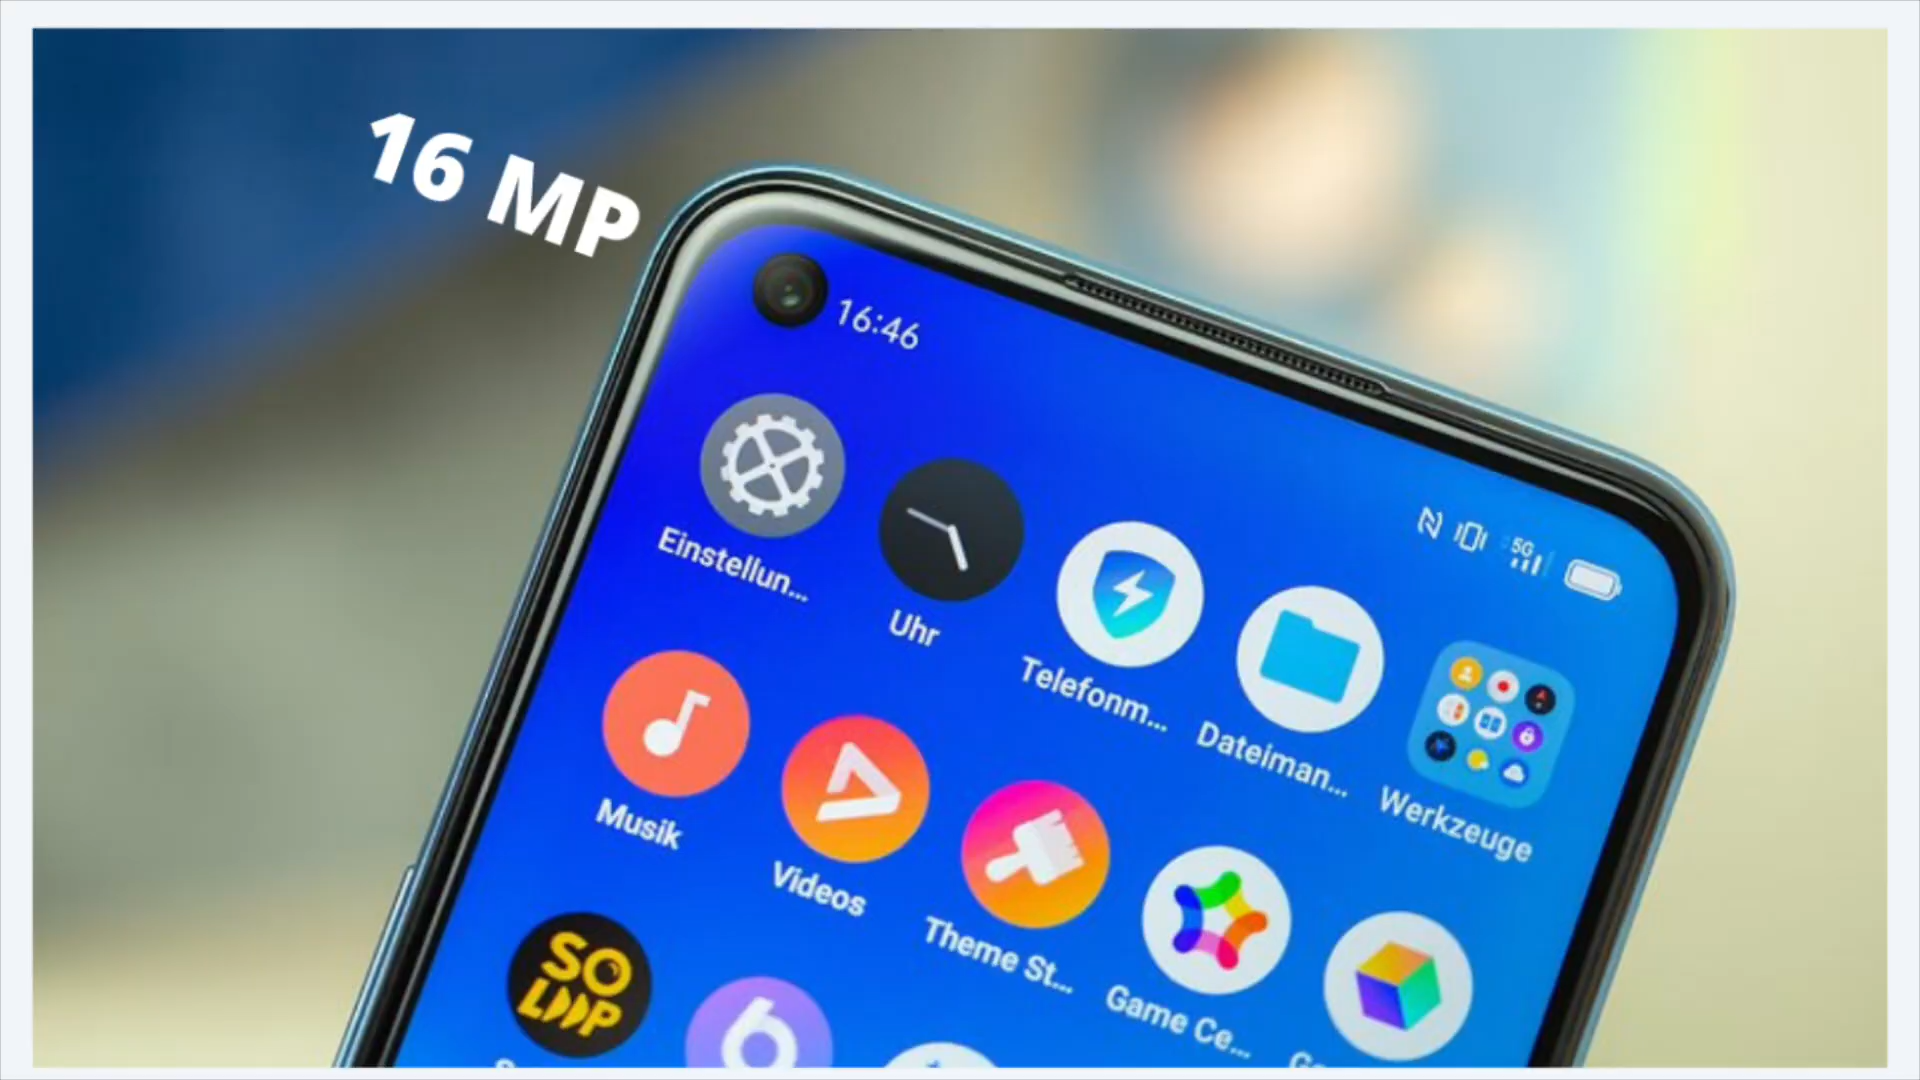 16 MP
16:46
5G
Einstellun...
Uhr
Telefonm...
Dateiman...
Werkzeuge
Musik
Videos
Theme St...
Game Ce...
SO
LOOP